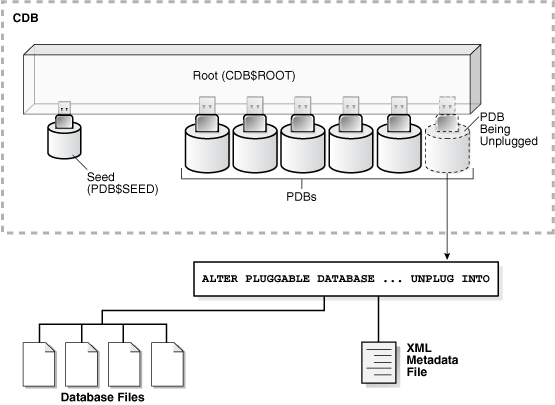 CDB
Root (CDB$ROOT)
PDB
Being
Unplugged
Seed
(PDB$SEED)
PDBs
ALTER PLUGGABLE DATABASE ... UNPLUG INTO
XML
Metadata
File
Database Files